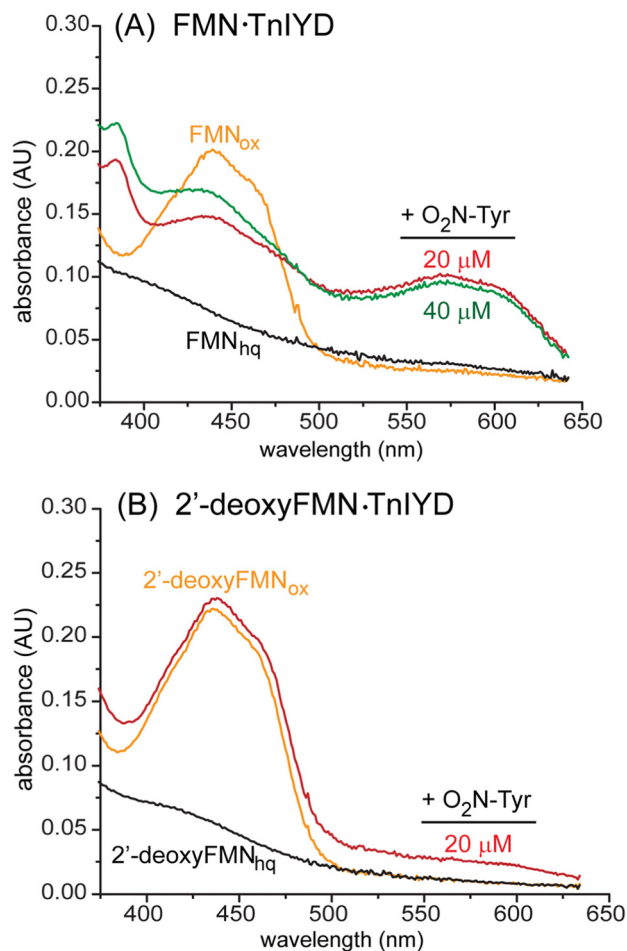 (A) FMN·TnIYD
0.30
0.25
0.20
0.15
0.10
0.05
0.00
absorbance (AU)
FMNox
+ O2N-Tyr
20 μM
40 μM
FMNhq
400 450 500 550 600 650
wavelength (nm)
(B) 2'-deoxyFMN·TnIYD
0.30
0.25
0.20
0.15
0.10
0.05
0.00
absorbance (AU)
2'-deoxyFMNox
+ O2N-Tyr
20 μM
2'-deoxyFMNhq
400 450 500 550 600 650
wavelength (nm)